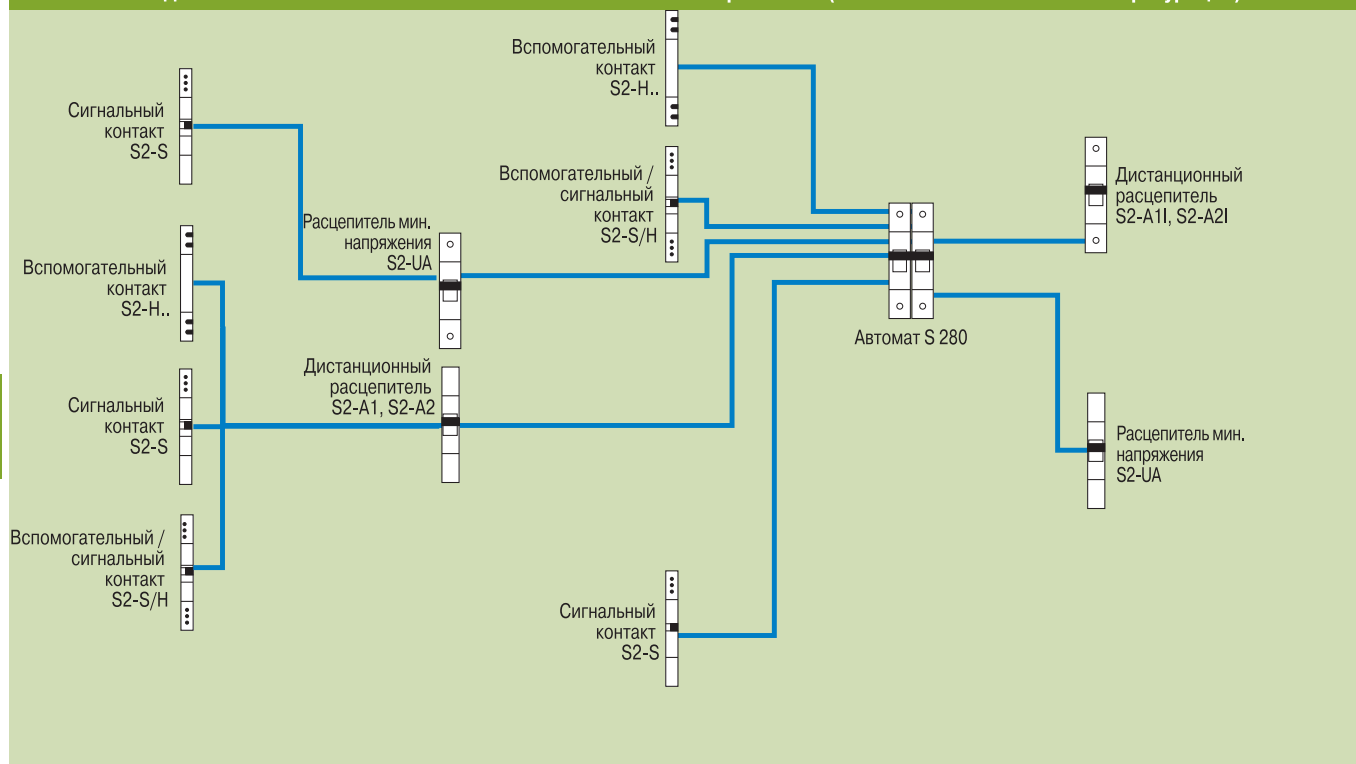 Вспомогательный
контакт
S2-H..
Сигнальный
контакт
S2-S
Вспомогательный /
сигнальный
контакт
S2-S/H
Дистанционный
расцепитель
S2-A1I, S2-A2I
Расцепитель мин.
напряжения
S2-UA
Вспомогательный
контакт
S2-H..
Автомат S 280
Дистанционный
расцепитель
S2-A1, S2-A2
Сигнальный
контакт
S2-S
Расцепитель мин.
напряжения
S2-UA
Вспомогательный /
сигнальный
контакт
S2-S/H
Сигнальный
контакт
S2-S